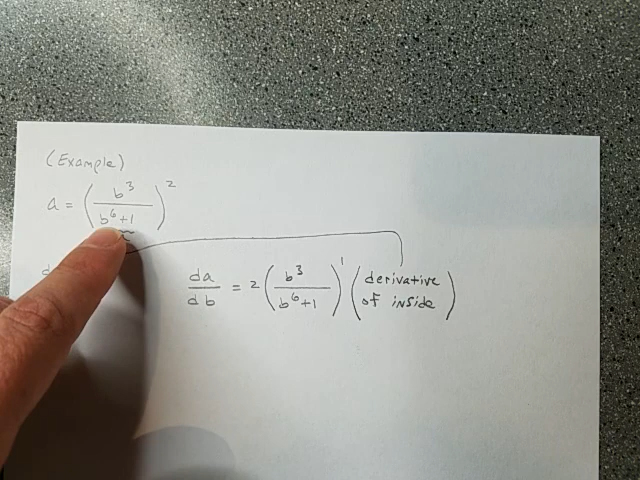 (Example)
a = (b³/(b⁶+1))²
da/db = 2(b³/(b⁶+1))¹ (derivative of inside)